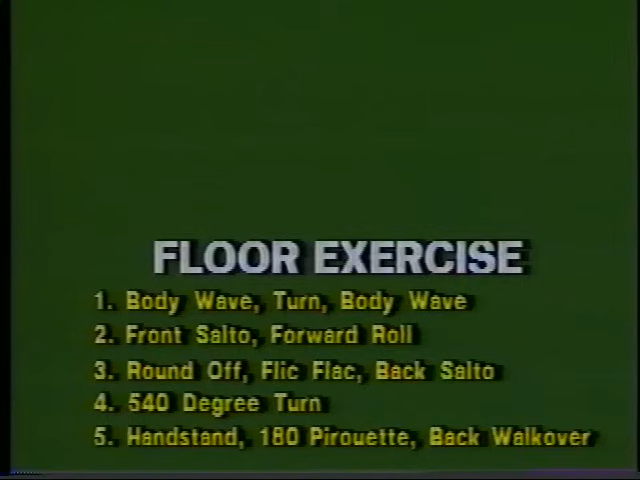 FLOOR EXERCISE
1. Body Wave, Turn, Body Wave
2. Front Salto, Forward Roll
3. Round Off, Flic Flac, Back Salto
4. 540 Degree Turn
5. Handstand, 180 Pirouette, Back Walkover